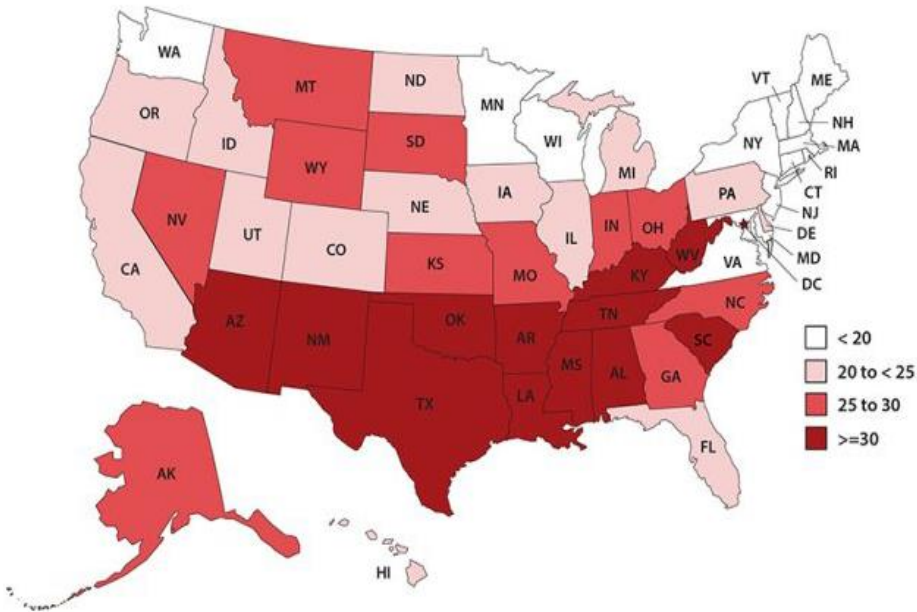 WA
MT
ND
MN
VT
ME
OR
ID
SD
WI
NY
NH
MA
WY
MI
RI
IA
PA
CT
NE
NJ
NV
UT
IL
IN
OH
DE
CO
WV
MD
CA
KS
MO
KY
VA
DC
NC
AZ
NM
OK
AR
TN
SC
MS
AL
GA
TX
LA
FL
AK
HI
< 20
20 to < 25
25 to 30
>=30